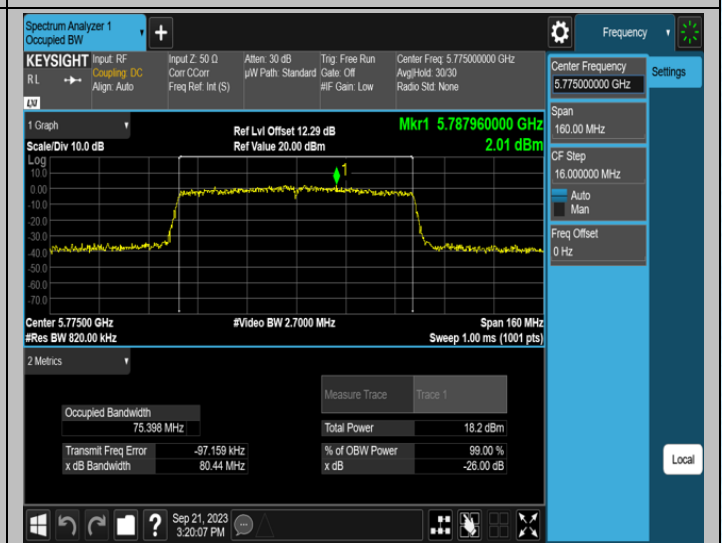 Spectrum Analyzer 1
Occupied BW
Frequency
KEYSIGHT
R L
LXI
Input: RF
Coupling: DC
Align: Auto
Input Z: 50 Ω
Corr CCorr
Freq Ref: Int (S)
Atten: 30 dB
µW Path: Standard
Trig: Free Run
Gate: Off
#IF Gain: Low
Center Freq: 5.775000000 GHz
Avg|Hold: 30/30
Radio Std: None
Center Frequency
5.775000000 GHz
Settings
Span
160.00 MHz
CF Step
16.000000 MHz
Auto
Man
Freq Offset
0 Hz
Local
1 Graph
Scale/Div 10.0 dB
Ref Lvl Offset 12.29 dB
Ref Value 20.00 dBm
Mkr1 5.787960000 GHz
2.01 dBm
Log
10.0
0.00
-10.0
-20.0
-30.0
-40.0
-50.0
-60.0
-70.0
1
Center 5.77500 GHz
#Video BW 2.7000 MHz
Span 160 MHz
#Res BW 820.00 kHz
Sweep 1.00 ms (1001 pts)
2 Metrics
Measure Trace
Trace 1
Occupied Bandwidth
75.398 MHz
Total Power
18.2 dBm
Transmit Freq Error
-97.159 kHz
% of OBW Power
99.00 %
x dB Bandwidth
80.44 MHz
x dB
-26.00 dB
Sep 21, 2023
3:20:07 PM